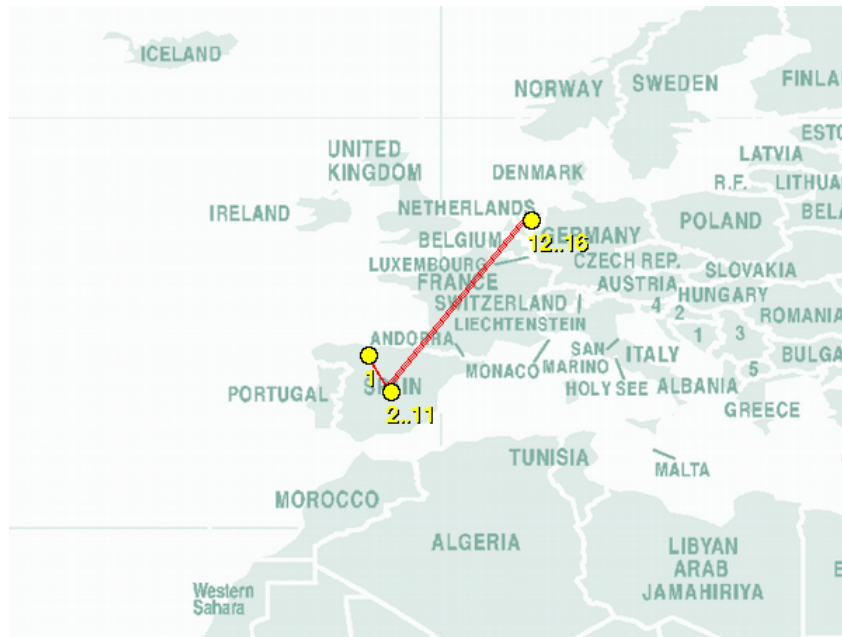 ICELAND
NORWAY
SWEDEN
FINLA
ESTO
UNITED
KINGDOM
LATVIA
DENMARK
R.F.
LITHUA
IRELAND
NETHERLANDS
POLAND
BELA
BELGIUM
GERMANY
12..16
LUXEMBOURG
CZECH REP.
SLOVAKIA
FRANCE
AUSTRIA
HUNGARY
SWITZERLAND
4
2
ROMANIA
LIECHTENSTEIN
1
3
ANDORRA
SAN
MARINO
ITALY
BULGA
MONACO
5
1
SPAIN
HOLY SEE
ALBANIA
PORTUGAL
2..11
GREECE
TUNISIA
MALTA
MOROCCO
ALGERIA
LIBYAN
ARAB
JAMAHIRIYA
E
Western
Sahara